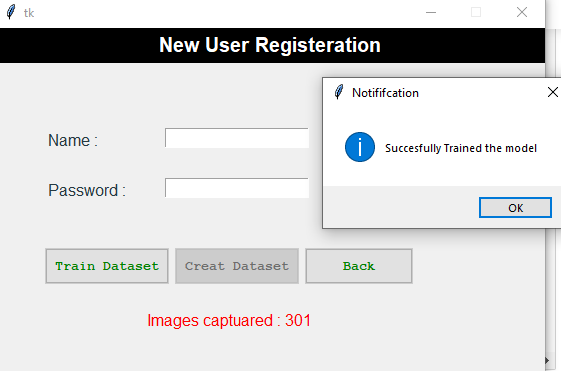 tk
New User Registeration
Notififcation
Succesfully Trained the model
OK
Name :
Password :
Train Dataset
Creat Dataset
Back
Images captuared : 301